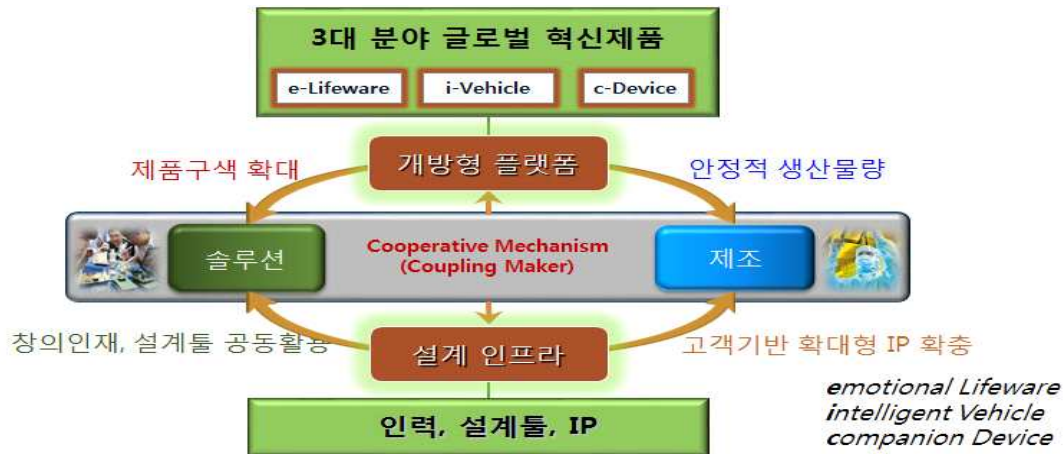 3대 분야 글로벌 혁신제품
e-Lifeware
i-Vehicle
c-Device
제품구색 확대
개방형 플랫폼
안정적 생산물량
솔루션
Cooperative Mechanism
(Coupling Maker)
제조
창의인재, 설계툴 공동활용
설계 인프라
고객기반 확대형 IP 확충
인력, 설계툴, IP
emotional Lifeware
intelligent Vehicle
companion Device